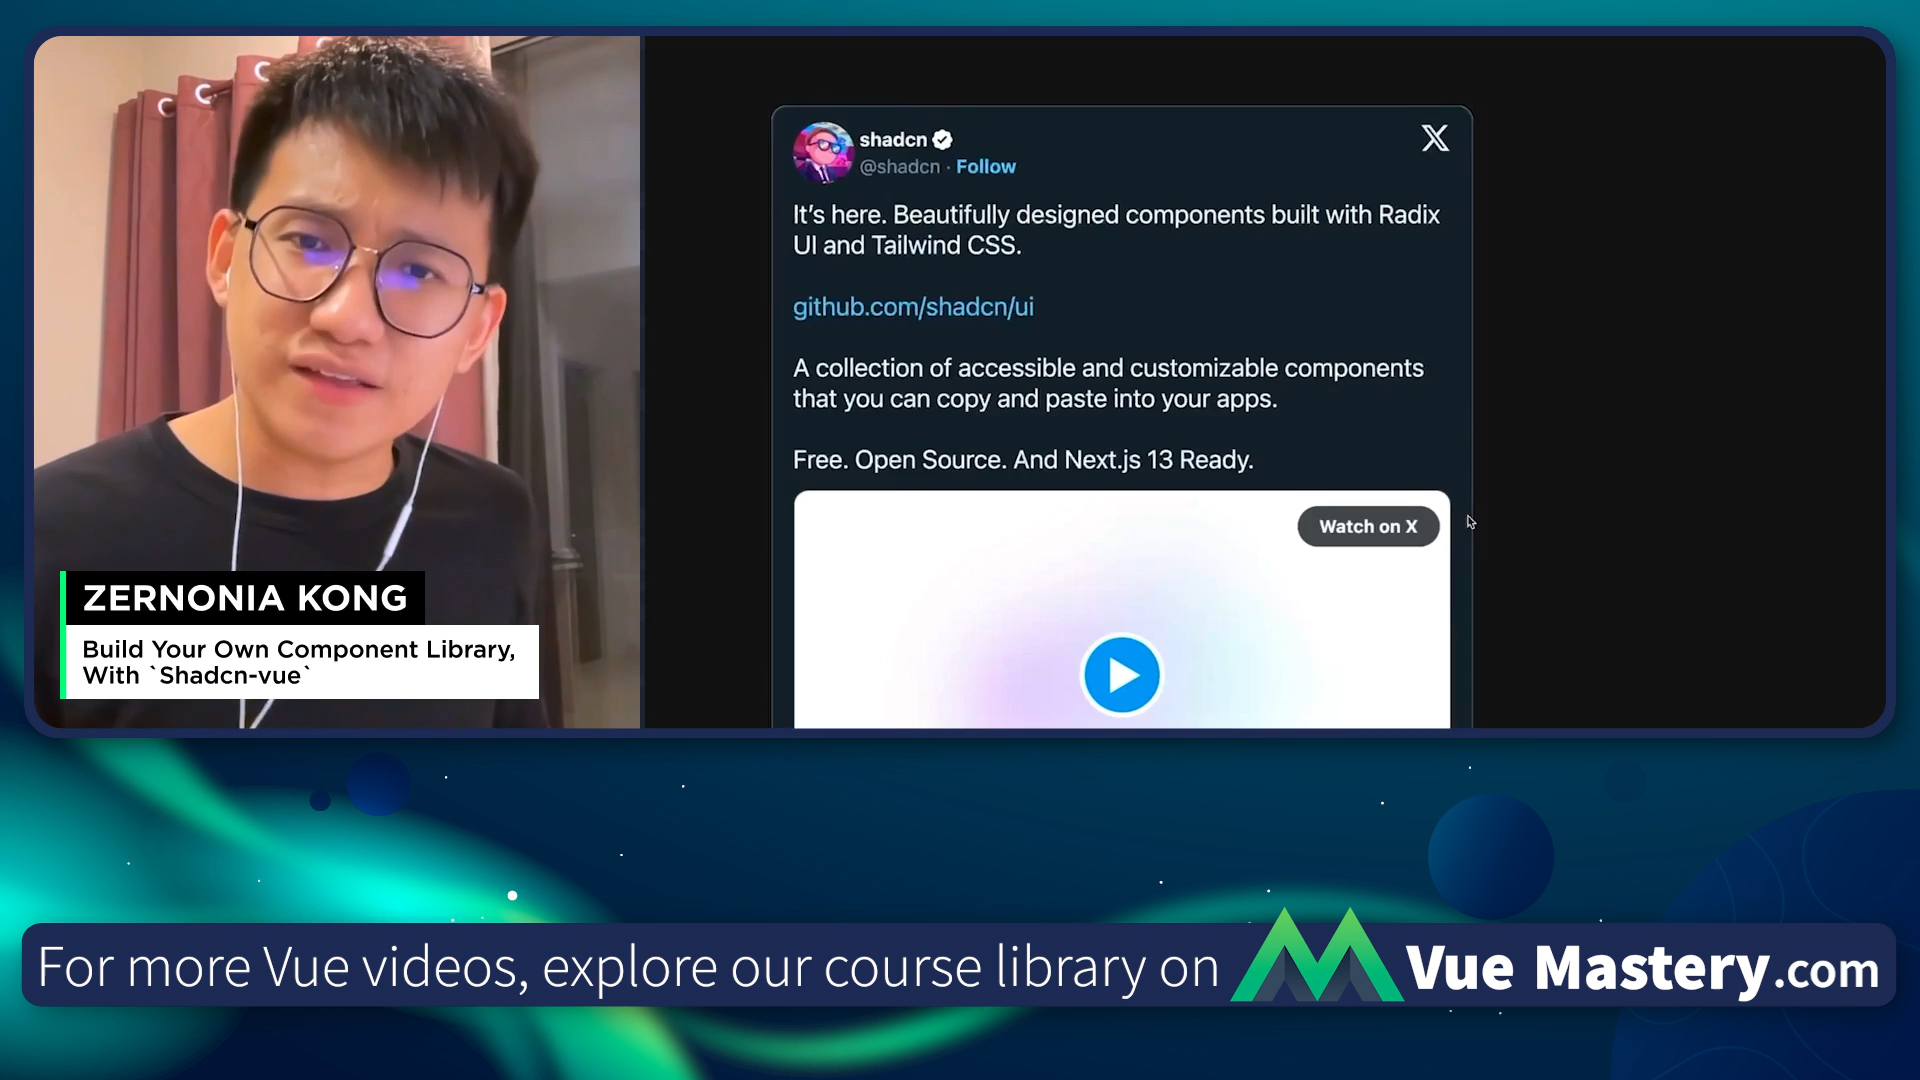 ZERNONIA KONG
Build Your Own Component Library,
With `Shadcn-vue`
shadcn
@shadcn · Follow
It’s here. Beautifully designed components built with Radix
UI and Tailwind CSS.
github.com/shadcn/ui
A collection of accessible and customizable components
that you can copy and paste into your apps.
Free. Open Source. And Next.js 13 Ready.
Watch on X
For more Vue videos, explore our course library on Vue Mastery.com